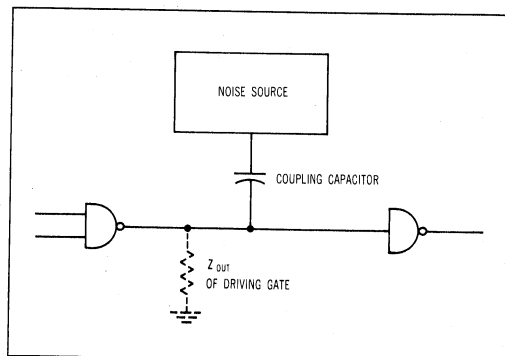 NOISE SOURCE
COUPLING CAPACITOR
Z OUT
OF DRIVING GATE